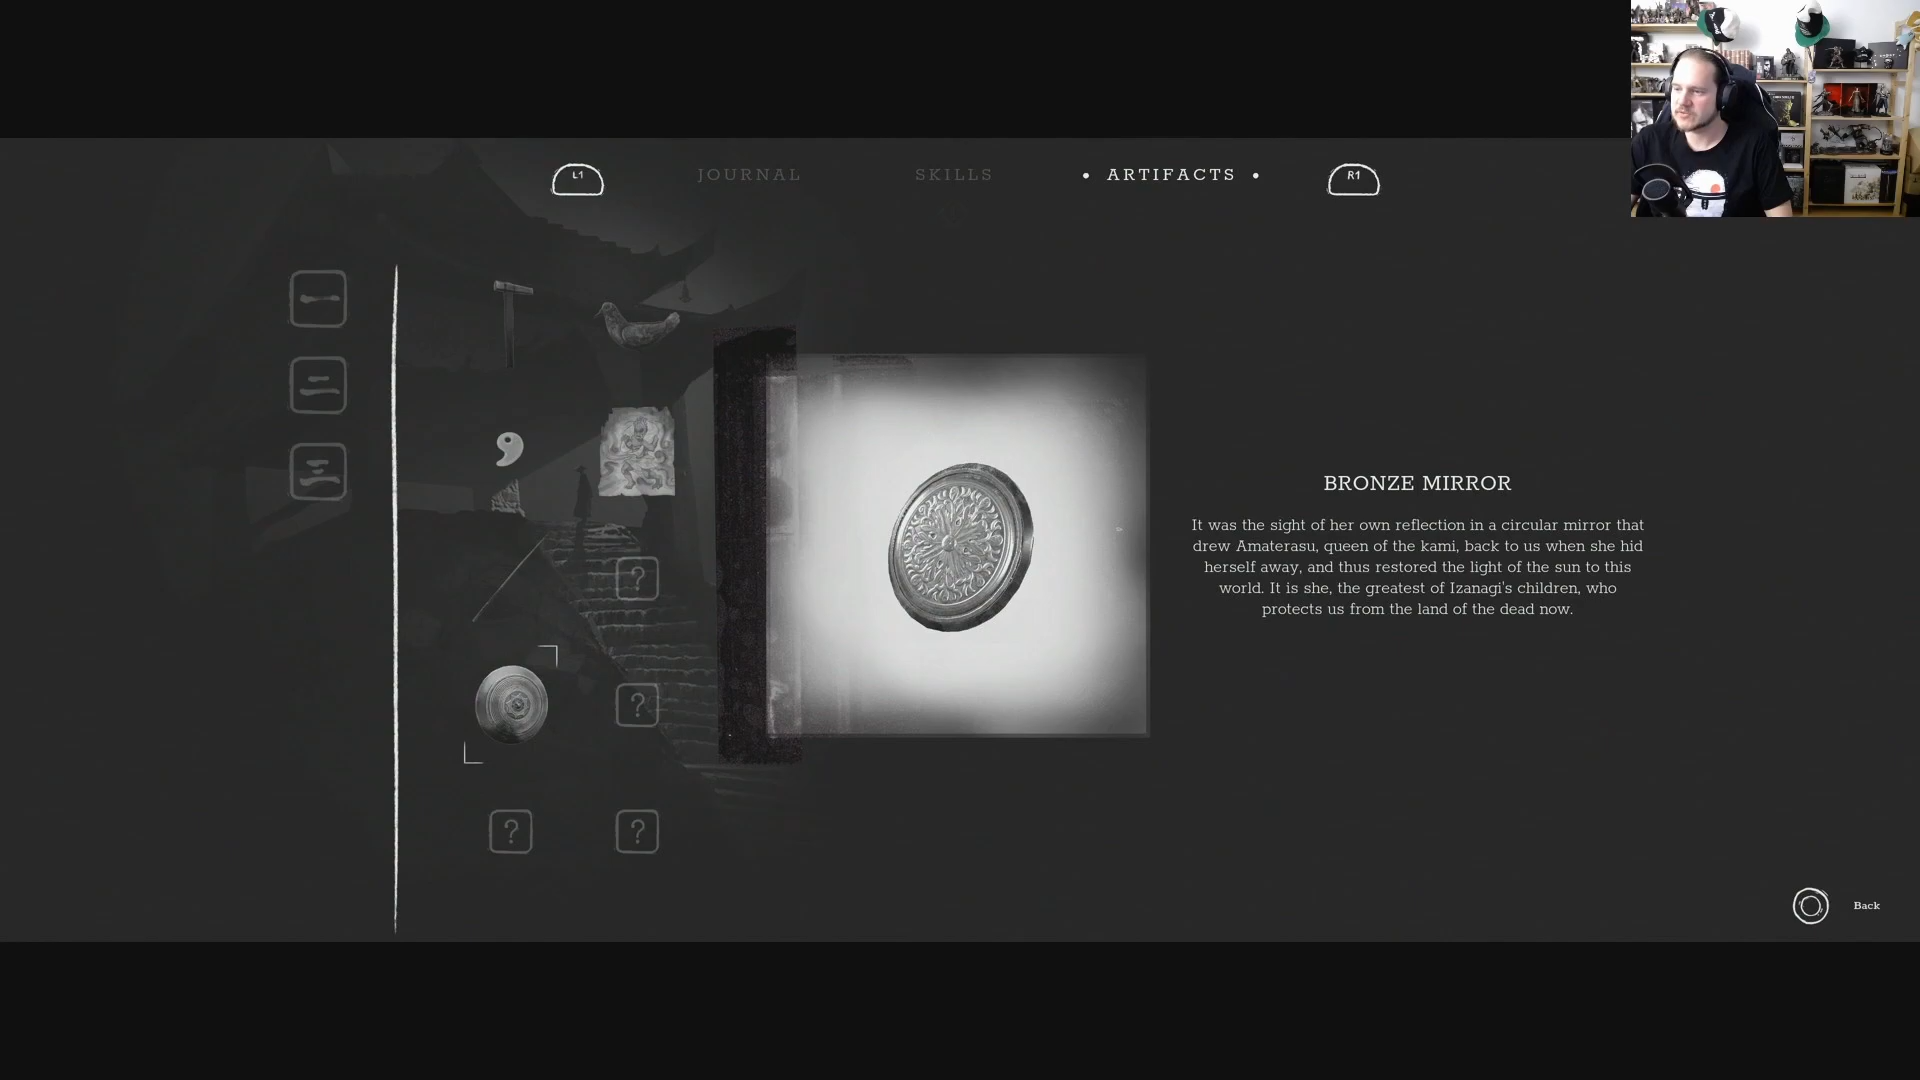 L1
JOURNAL
SKILLS
• ARTIFACTS •
R1
一
二
三
?
?
?
?
BRONZE MIRROR
It was the sight of her own reflection in a circular mirror that
drew Amaterasu, queen of the kami, back to us when she hid
herself away, and thus restored the light of the sun to this
world. It is she, the greatest of Izanagi's children, who
protects us from the land of the dead now.
Back